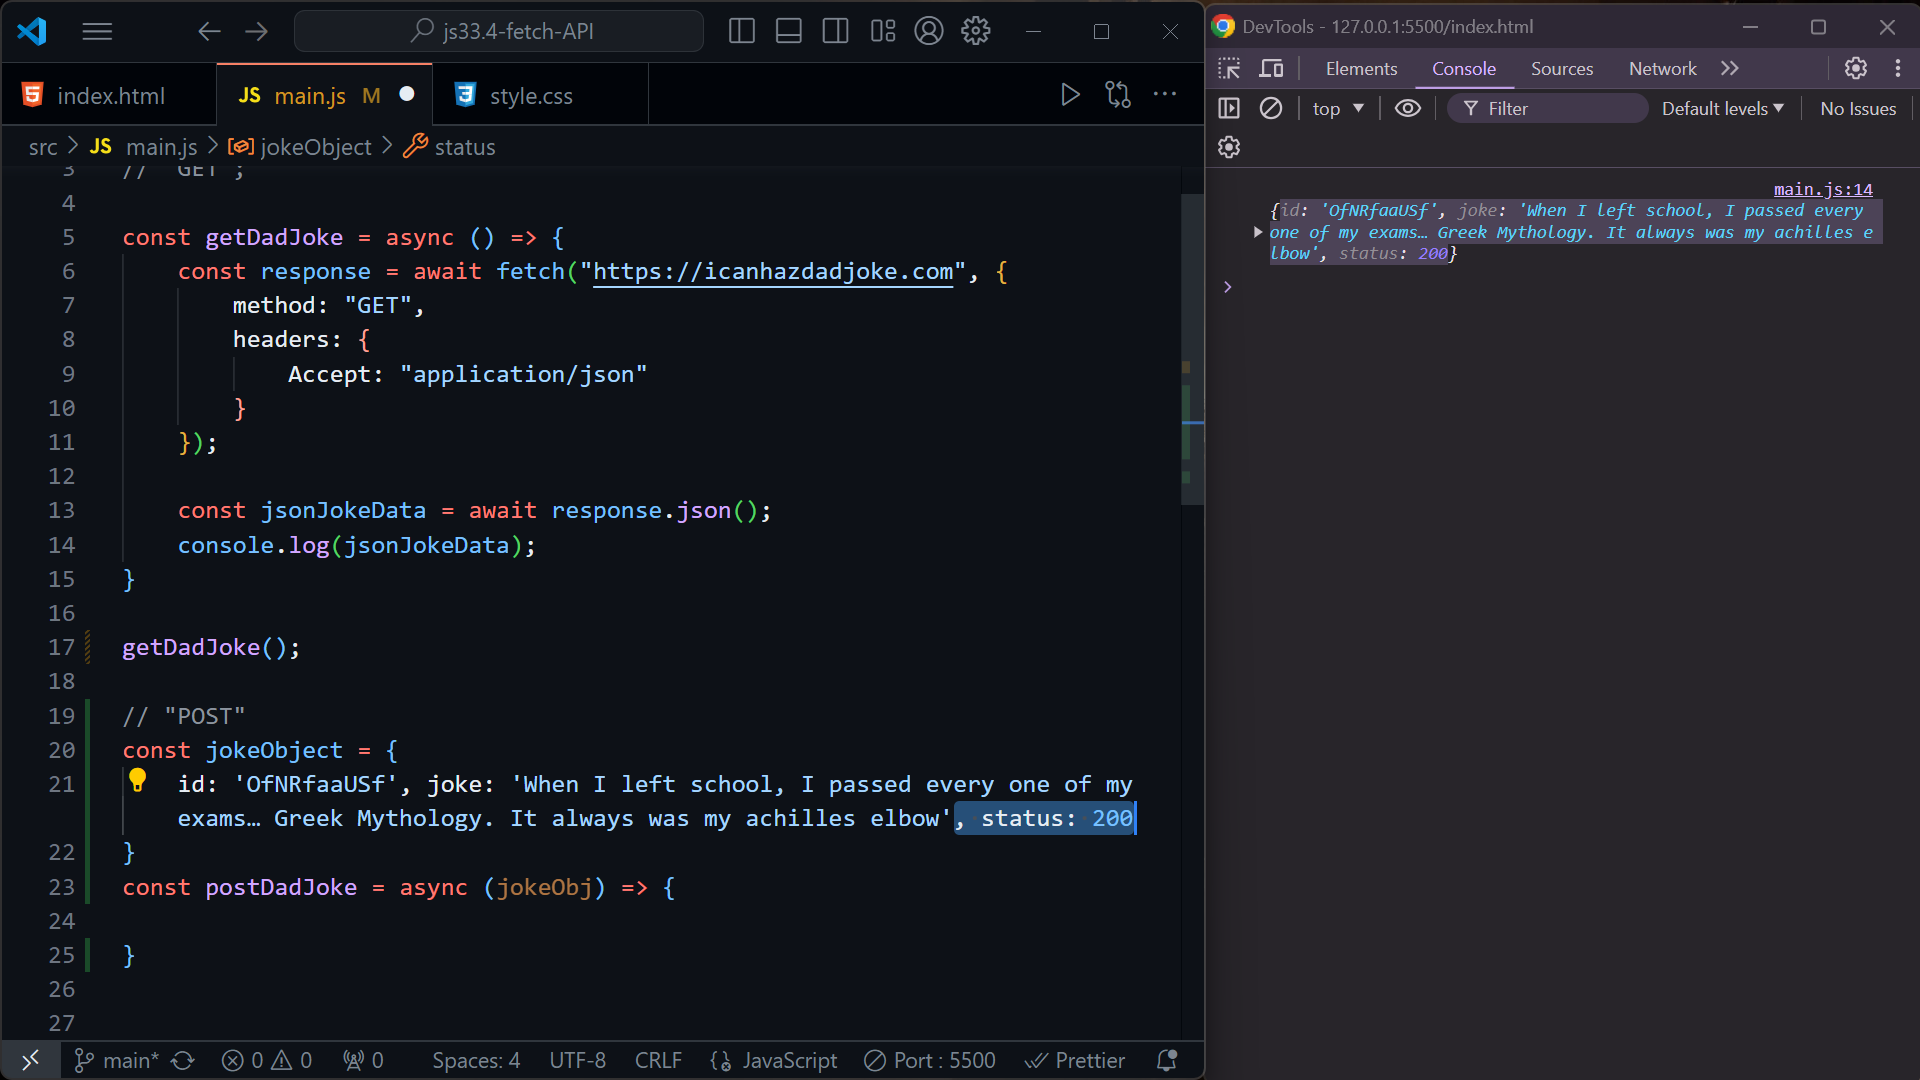 js33.4-fetch-API
index.html
JS main.js M
style.css
src > JS main.js > jokeObject > status
3 // "GET";
4
5 const getDadJoke = async () => {
6 const response = await fetch("https://icanhazdadjoke.com", {
7 method: "GET",
8 headers: {
9 Accept: "application/json"
10 }
11 });
12
13 const jsonJokeData = await response.json();
14 console.log(jsonJokeData);
15 }
16
17 getDadJoke();
18
19 // "POST"
20 const jokeObject = {
21 id: 'OfNRfaaUSf', joke: 'When I left school, I passed every one of my
exams… Greek Mythology. It always was my achilles elbow', status: 200
22 }
23 const postDadJoke = async (jokeObj) => {
24
25 }
26
27
main* 0 0 0 Spaces: 4 UTF-8 CRLF JavaScript Port : 5500 Prettier
DevTools - 127.0.0.1:5500/index.html
Elements Console Sources Network
top Filter Default levels No Issues
main.js:14
{id: 'OfNRfaaUSf', joke: 'When I left school, I passed every
one of my exams… Greek Mythology. It always was my achilles e
lbow', status: 200}